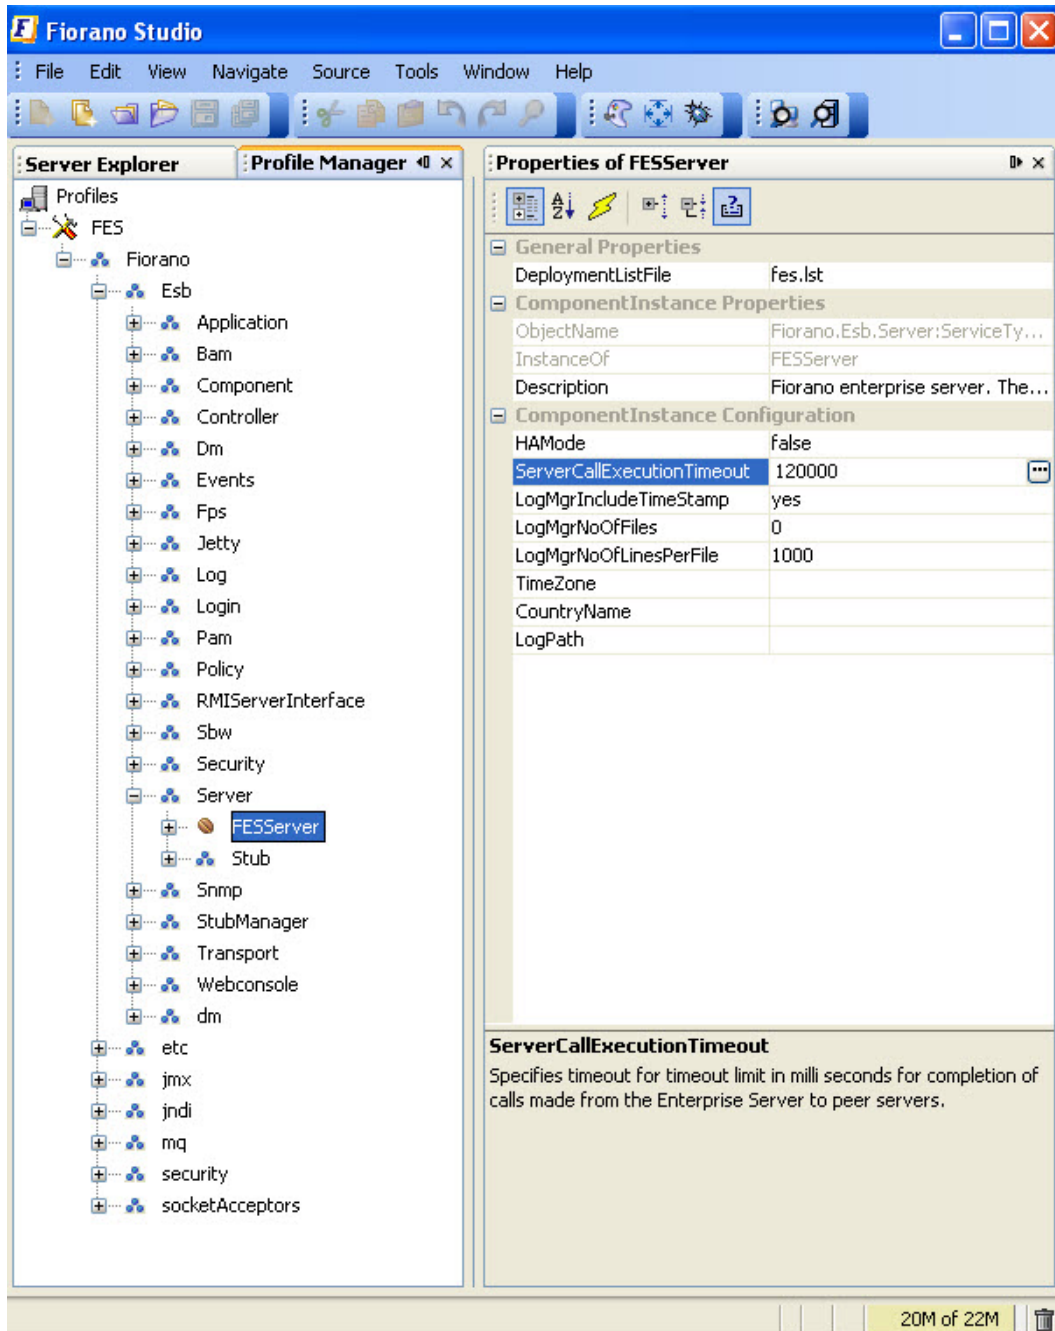 Fiorano Studio
File Edit View Navigate Source Tools Window Help
Server Explorer
Profile Manager
Profiles
FES
Fiorano
Esb
Application
Bam
Component
Controller
Dm
Events
Fps
Jetty
Log
Login
Pam
Policy
RMIServerInterface
Sbw
Security
Server
FESServer
Stub
Snmp
StubManager
Transport
Webconsole
dm
etc
jmx
jndi
mq
security
socketAcceptors
Properties of FESServer
General Properties
DeploymentListFile fes.lst
ComponentInstance Properties
ObjectName Fiorano.Esb.Server:ServiceTy...
InstanceOf FESServer
Description Fiorano enterprise server. The...
ComponentInstance Configuration
HAMode false
ServerCallExecutionTimeout 120000
LogMgrIncludeTimeStamp yes
LogMgrNoOfFiles 0
LogMgrNoOfLinesPerFile 1000
TimeZone
CountryName
LogPath
ServerCallExecutionTimeout
Specifies timeout for timeout limit in milli seconds for completion of
calls made from the Enterprise Server to peer servers.
20M of 22M